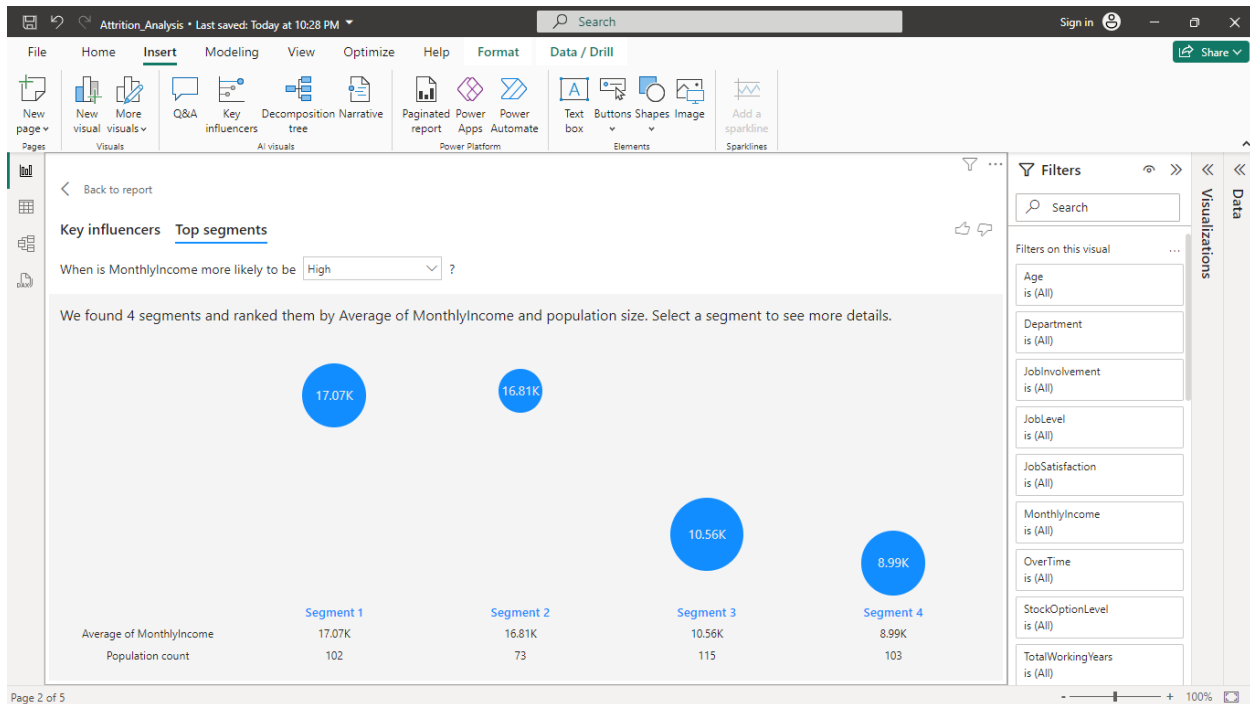 Attrition_Analysis • Last saved: Today at 10:28 PM
Search
Sign in
File Home Insert Modeling View Optimize Help Format Data / Drill
Share
New page
New visual
More visuals
Q&A
Key influencers
Decomposition tree
Narrative
Paginated report
Power Apps
Power Automate
Text box
Buttons
Shapes
Image
Add a sparkline
Pages
Visuals
AI visuals
Power Platform
Elements
Sparklines
Back to report
Key influencers Top segments
When is MonthlyIncome more likely to be High ?
We found 4 segments and ranked them by Average of MonthlyIncome and population size. Select a segment to see more details.
17.07K
16.81K
10.56K
8.99K
Segment 1 Segment 2 Segment 3 Segment 4
Average of MonthlyIncome 17.07K 16.81K 10.56K 8.99K
Population count 102 73 115 103
Filters
Search
Filters on this visual
Age
is (All)
Department
is (All)
JobInvolvement
is (All)
JobLevel
is (All)
JobSatisfaction
is (All)
MonthlyIncome
is (All)
OverTime
is (All)
StockOptionLevel
is (All)
TotalWorkingYears
is (All)
Visualizations
Data
DAX
Page 2 of 5
- + 100%